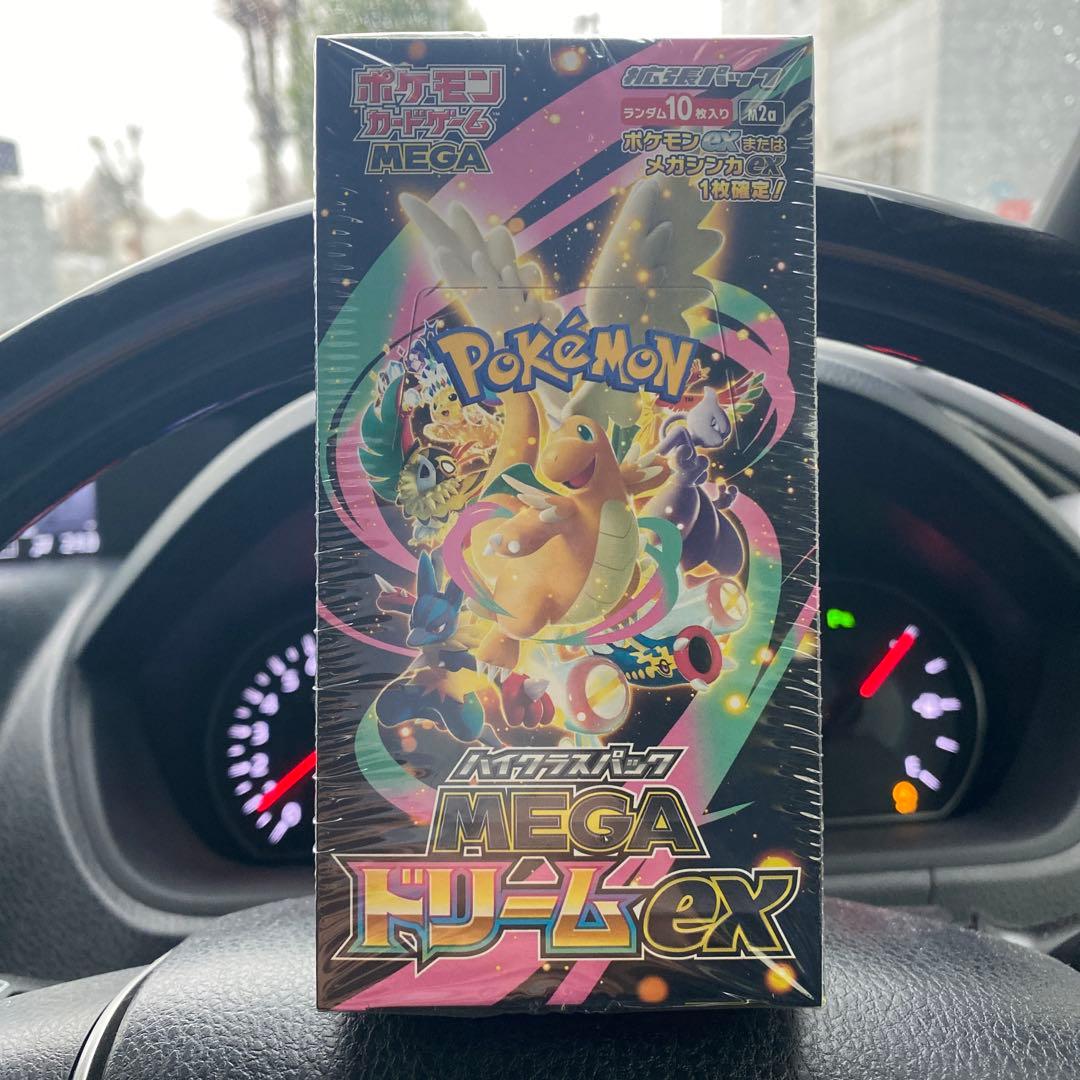 ポケモン
カードゲーム
MEGA
拡張パック
ランダム10枚入り M2a
ポケモンexまたは
メガシンカex
1枚確定!
POKéMON
TM
ハイクラスパック
MEGA
ドリームex